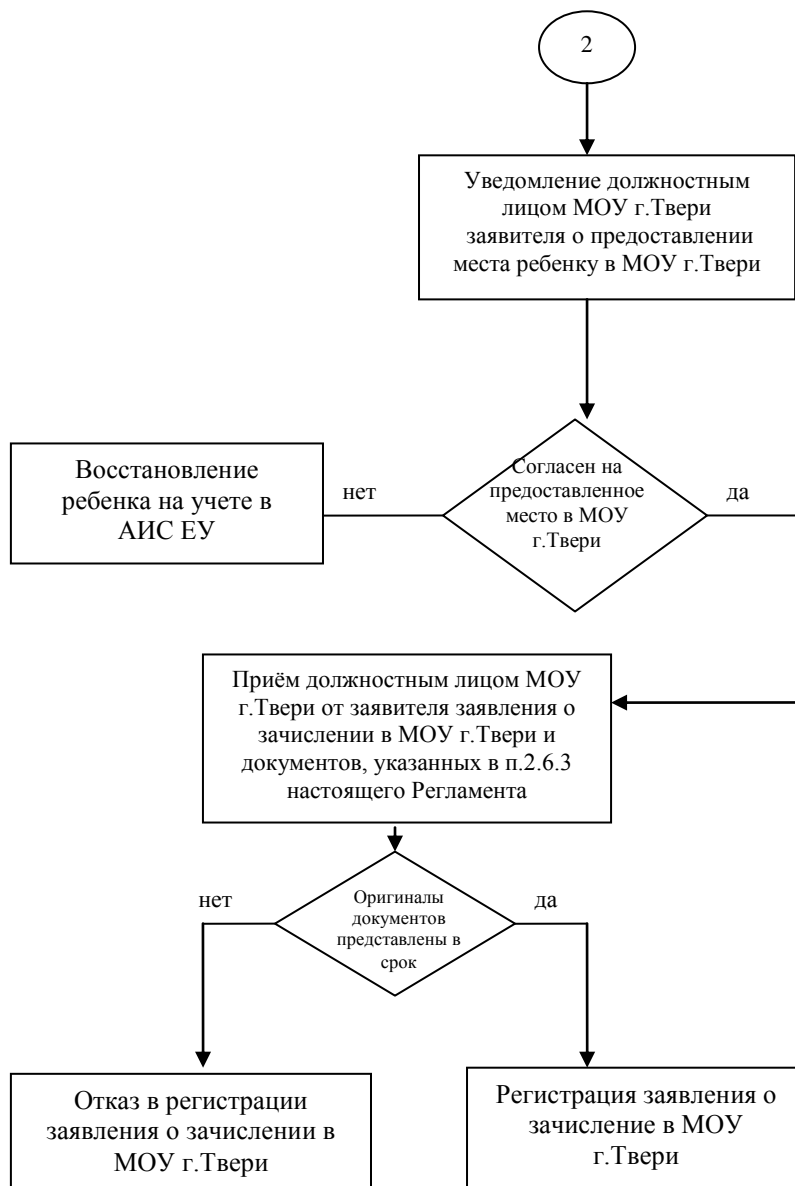 2
Уведомление должностным
лицом МОУ г.Твери
заявителя о предоставлении
места ребенку в МОУ г.Твери
Согласен на
предоставленное
место в МОУ
г.Твери
нет
да
Восстановление
ребенка на учете в
АИС ЕУ
Приём должностным лицом МОУ
г.Твери от заявителя заявления о
зачислении в МОУ г.Твери и
документов, указанных в п.2.6.3
настоящего Регламента
Оригиналы
документов
представлены в
срок
нет
да
Отказ в регистрации
заявления о зачислении в
МОУ г.Твери
Регистрация заявления о
зачисление в МОУ
г.Твери